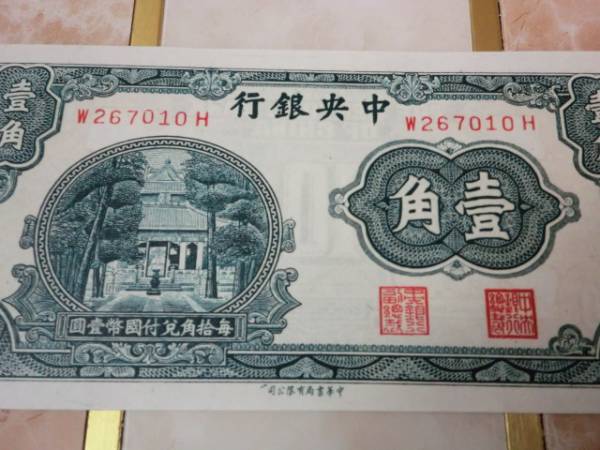 行銀央中
W267010H
W267010H
壹角
角壹
圓壹幣國付兌角拾每
中華書局有限公司